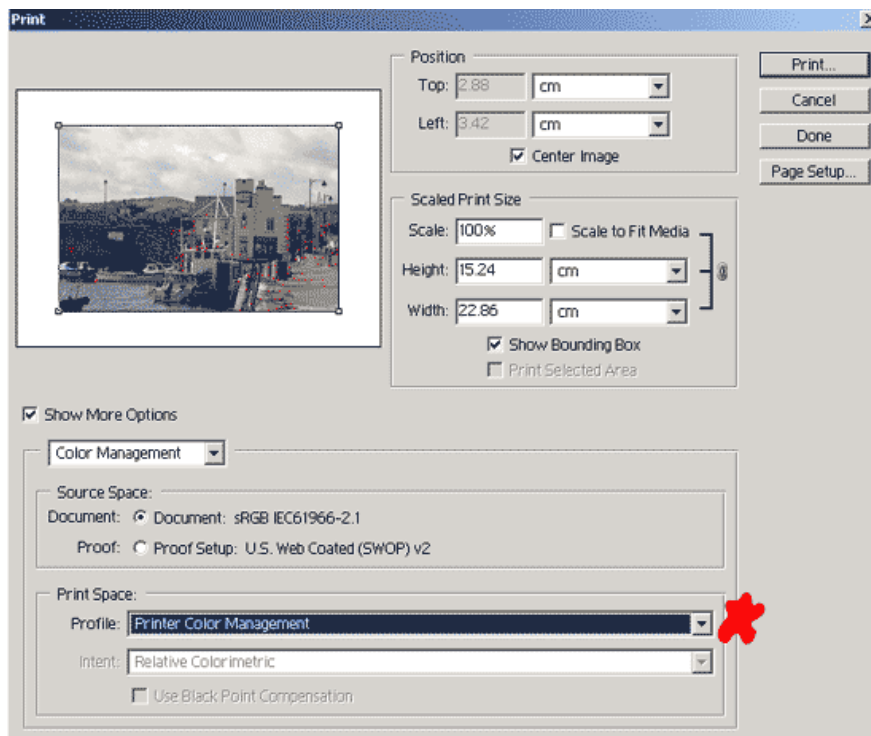 Print
Position
Top: 2.88 cm
Left: 3.42 cm
Center Image
Print...
Cancel
Done
Page Setup...
Scaled Print Size
Scale: 100% Scale to Fit Media
Height: 15.24 cm
Width: 22.86 cm
Show Bounding Box
Print Selected Area
Show More Options
Color Management
Source Space:
Document: Document: sRGB IEC61966-2.1
Proof: Proof Setup: U.S. Web Coated (SWOP) v2
Print Space:
Profile: Printer Color Management
Intent: Relative Colorimetric
Use Black Point Compensation